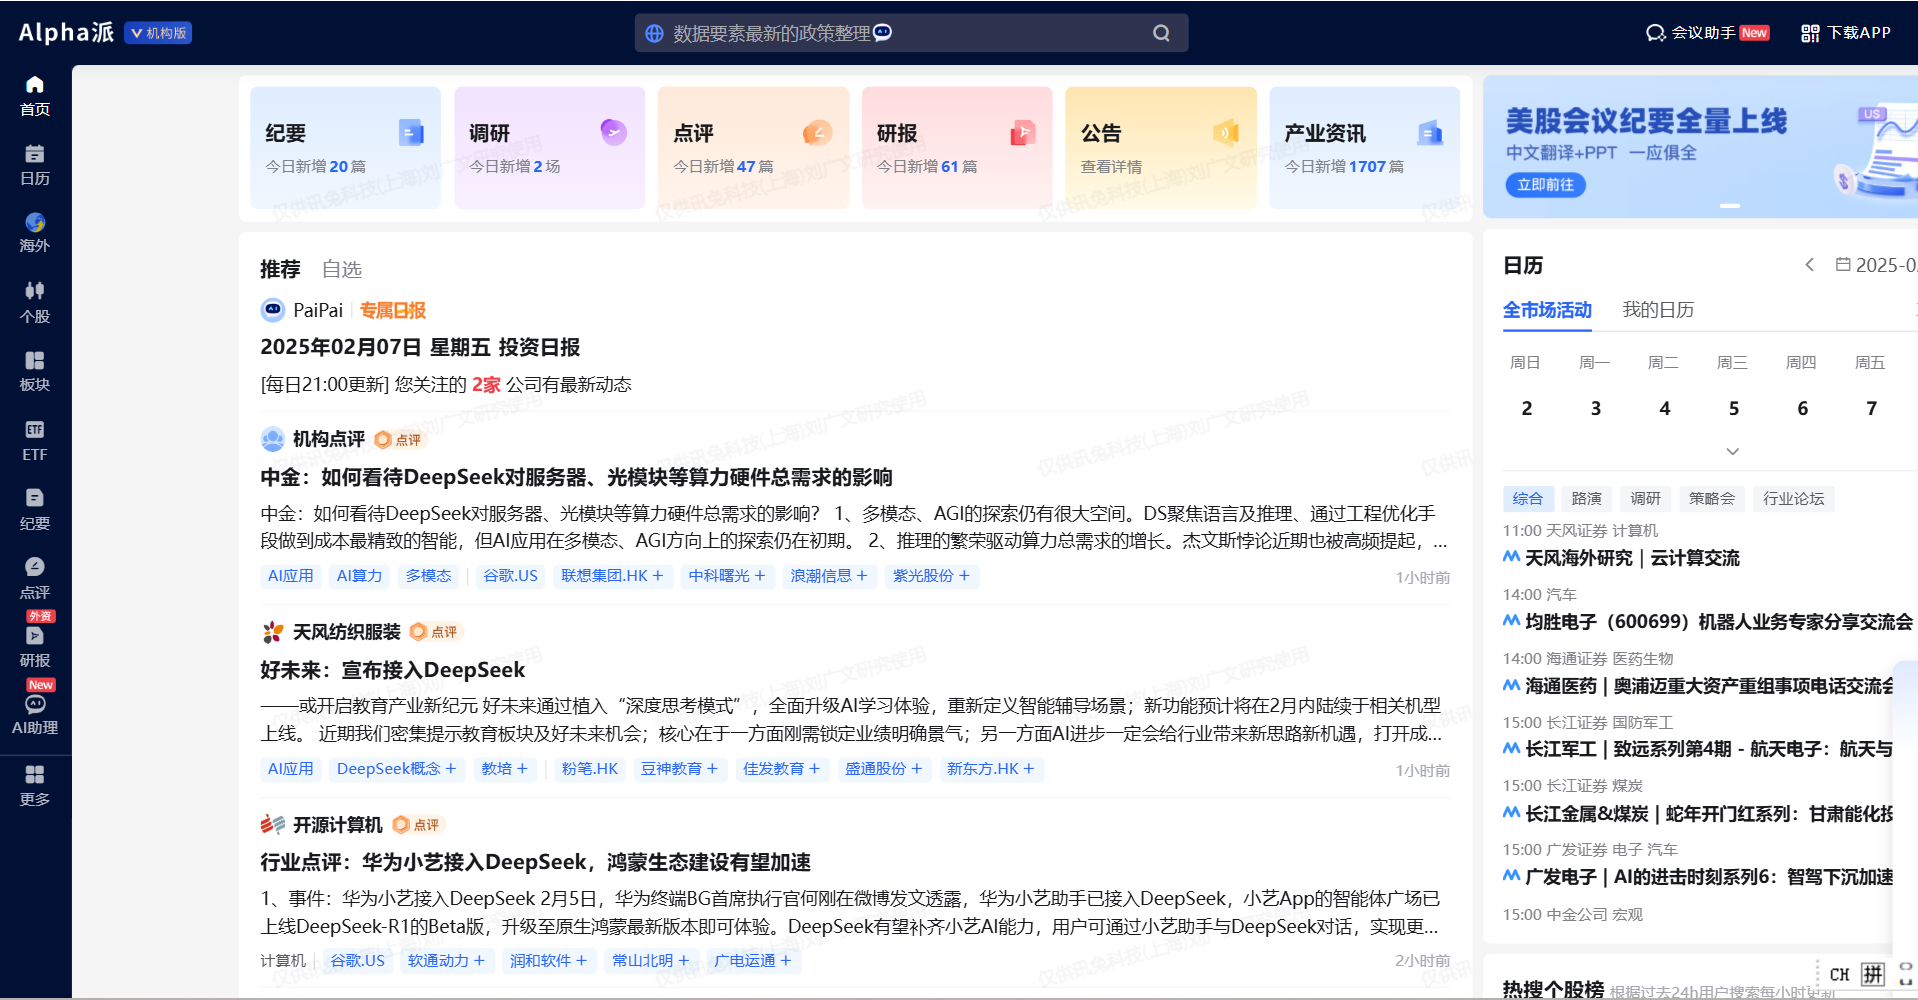 Alpha派 机构版
数据要素最新的政策整理
会议助手 New
下载APP
首页
日历
海外
个股
板块
ETF
ETF
纪要
点评
外资
研报
New
AI助理
更多
纪要
今日新增 20 篇
调研
今日新增 2 场
点评
今日新增 47 篇
研报
今日新增 61 篇
公告
查看详情
产业资讯
今日新增 1707 篇
推荐 自选
PaiPai 专属日报
2025年02月07日 星期五 投资日报
[每日21:00更新] 您关注的 2家 公司有最新动态
机构点评 点评
中金：如何看待DeepSeek对服务器、光模块等算力硬件总需求的影响
中金：如何看待DeepSeek对服务器、光模块等算力硬件总需求的影响？ 1、多模态、AGI的探索仍有很大空间。DS聚焦语言及推理、通过工程优化手
段做到成本最精致的智能，但AI应用在多模态、AGI方向上的探索仍在初期。 2、推理的繁荣驱动算力总需求的增长。杰文斯悖论近期也被高频提起，...
AI应用 AI算力 多模态 谷歌.US 联想集团.HK + 中科曙光 + 浪潮信息 + 紫光股份 + 1小时前
天风纺织服装 点评
好未来：宣布接入DeepSeek
——或开启教育产业新纪元 好未来通过植入“深度思考模式”，全面升级AI学习体验，重新定义智能辅导场景；新功能预计将在2月内陆续于相关机型
上线。 近期我们密集提示教育板块及好未来机会；核心在于一方面刚需锁定业绩明确景气；另一方面AI进步一定会给行业带来新思路新机遇，打开成...
AI应用 DeepSeek概念 + 教培 + 粉笔.HK 豆神教育 + 佳发教育 + 盛通股份 + 新东方.HK + 1小时前
开源计算机 点评
行业点评：华为小艺接入DeepSeek，鸿蒙生态建设有望加速
1、事件：华为小艺接入DeepSeek 2月5日，华为终端BG首席执行官何刚在微博发文透露，华为小艺助手已接入DeepSeek，小艺App的智能体广场已
上线DeepSeek-R1的Beta版，升级至原生鸿蒙最新版本即可体验。DeepSeek有望补齐小艺AI能力，用户可通过小艺助手与DeepSeek对话，实现更...
计算机 谷歌.US 软通动力 + 润和软件 + 常山北明 + 广电运通 + 2小时前
美股会议纪要全量上线
中文翻译+PPT 一应俱全
立即前往
US
日历 2025-0
全市场活动 我的日历
周日 周一 周二 周三 周四 周五
2 3 4 5 6 7
综合 路演 调研 策略会 行业论坛
11:00 天风证券 计算机
天风海外研究 | 云计算交流
14:00 汽车
均胜电子（600699）机器人业务专家分享交流会
14:00 海通证券 医药生物
海通医药 | 奥浦迈重大资产重组事项电话交流会
15:00 长江证券 国防军工
长江军工 | 致远系列第4期 - 航天电子：航天与
15:00 长江证券 煤炭
长江金属&煤炭 | 蛇年开门红系列：甘肃能化投
15:00 广发证券 电子 汽车
广发电子 | AI的进击时刻系列6：智驾下沉加速
15:00 中金公司 宏观
热搜个股榜 根据过去24h用户搜索每小时更新
CH 拼
仅供讯兔科技(上海)刘广文研究使用